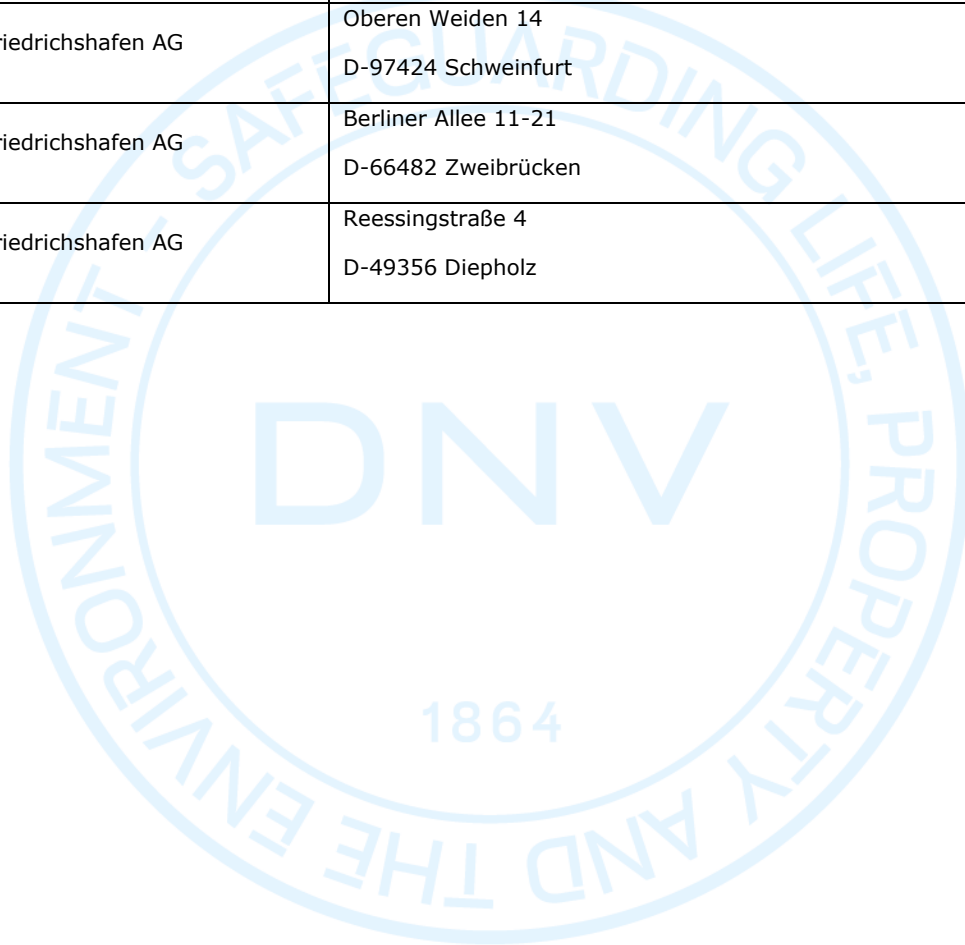 Oberen Weiden 14
riedrichshafen AG
D-97424 Schweinfurt
Berliner Allee 11-21
riedrichshafen AG
D-66482 Zweibrücken
Reessingstraße 4
riedrichshafen AG
D-49356 Diepholz
SAFEGUARDING LIFE, PROPERTY AND THE ENVIRONMENT –
DNV
1864